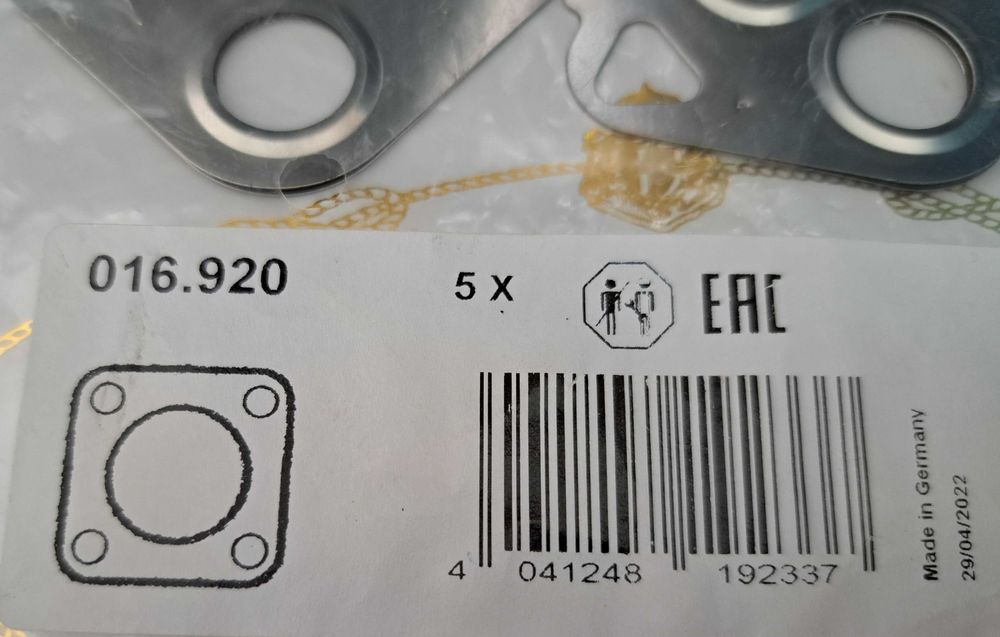 016.920
5 X
EAC
4 041248 192337
Made in Germany
29/04/2022